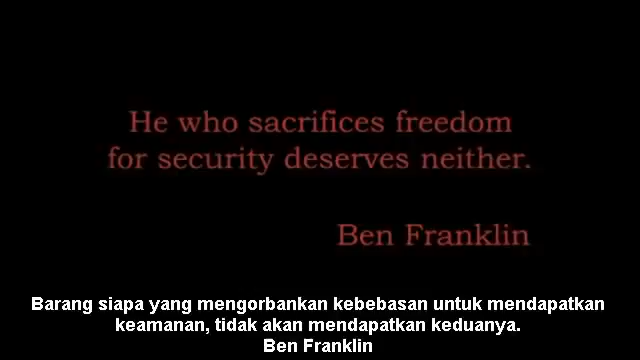 He who sacrifices freedom
for security deserves neither.
Ben Franklin
Barang siapa yang mengorbankan kebebasan untuk mendapatkan
keamanan, tidak akan mendapatkan keduanya.
Ben Franklin